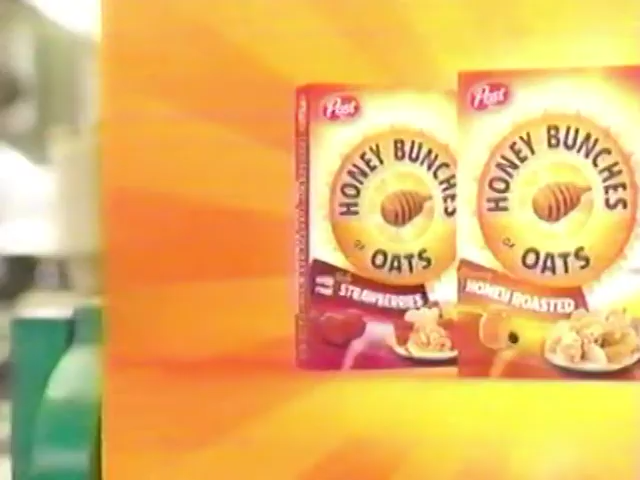 Post
HONEY BUNCHES
OF
OATS
STRAWBERRIES
Post
HONEY BUNCHES
OF
OATS
HONEY ROASTED